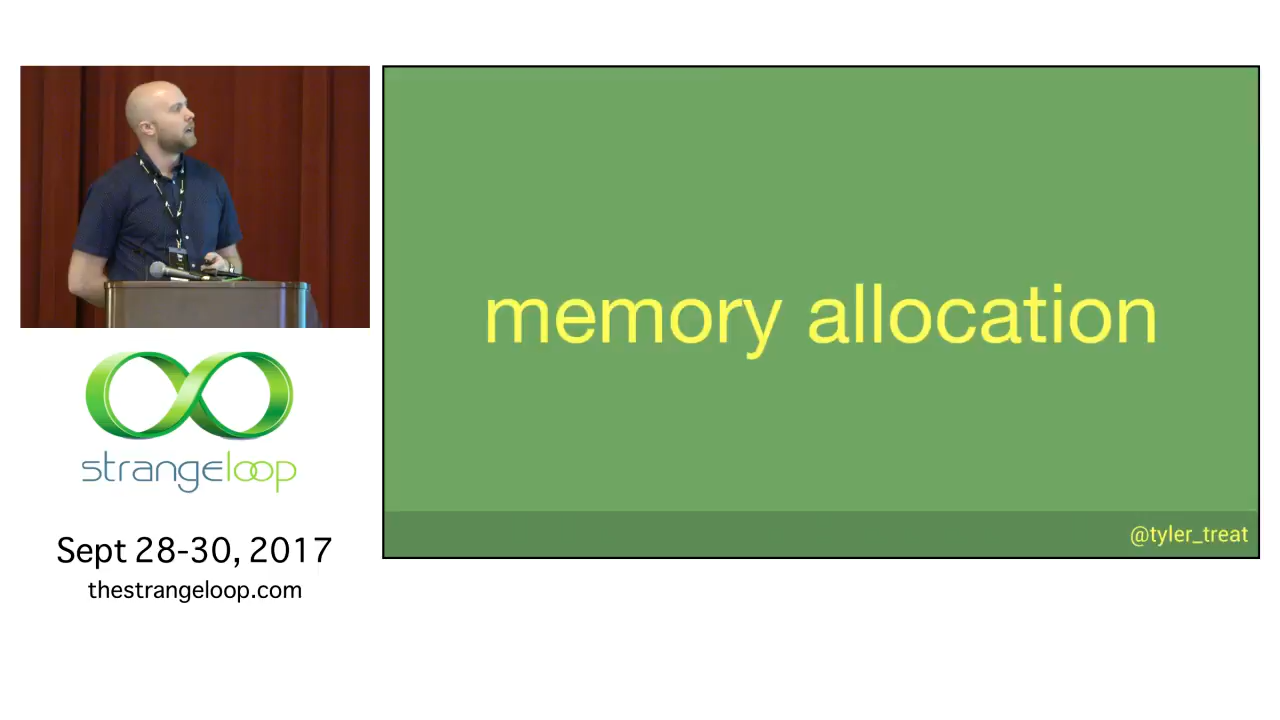 memory allocation
@tyler_treat
strangeloop
Sept 28-30, 2017
thestrangeloop.com